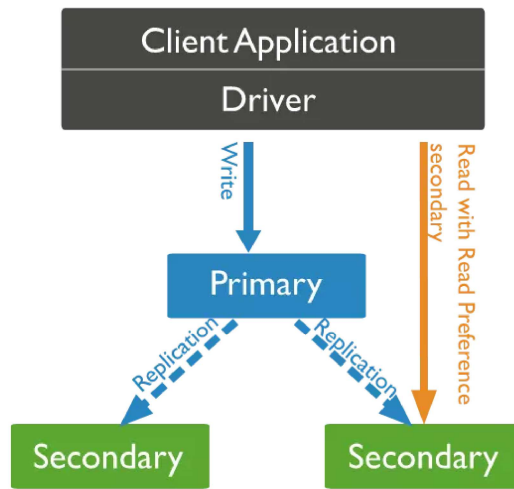 Client Application
Driver
Write
Read with Read Preference
secondary
Primary
Replication
Replication
Secondary
Secondary